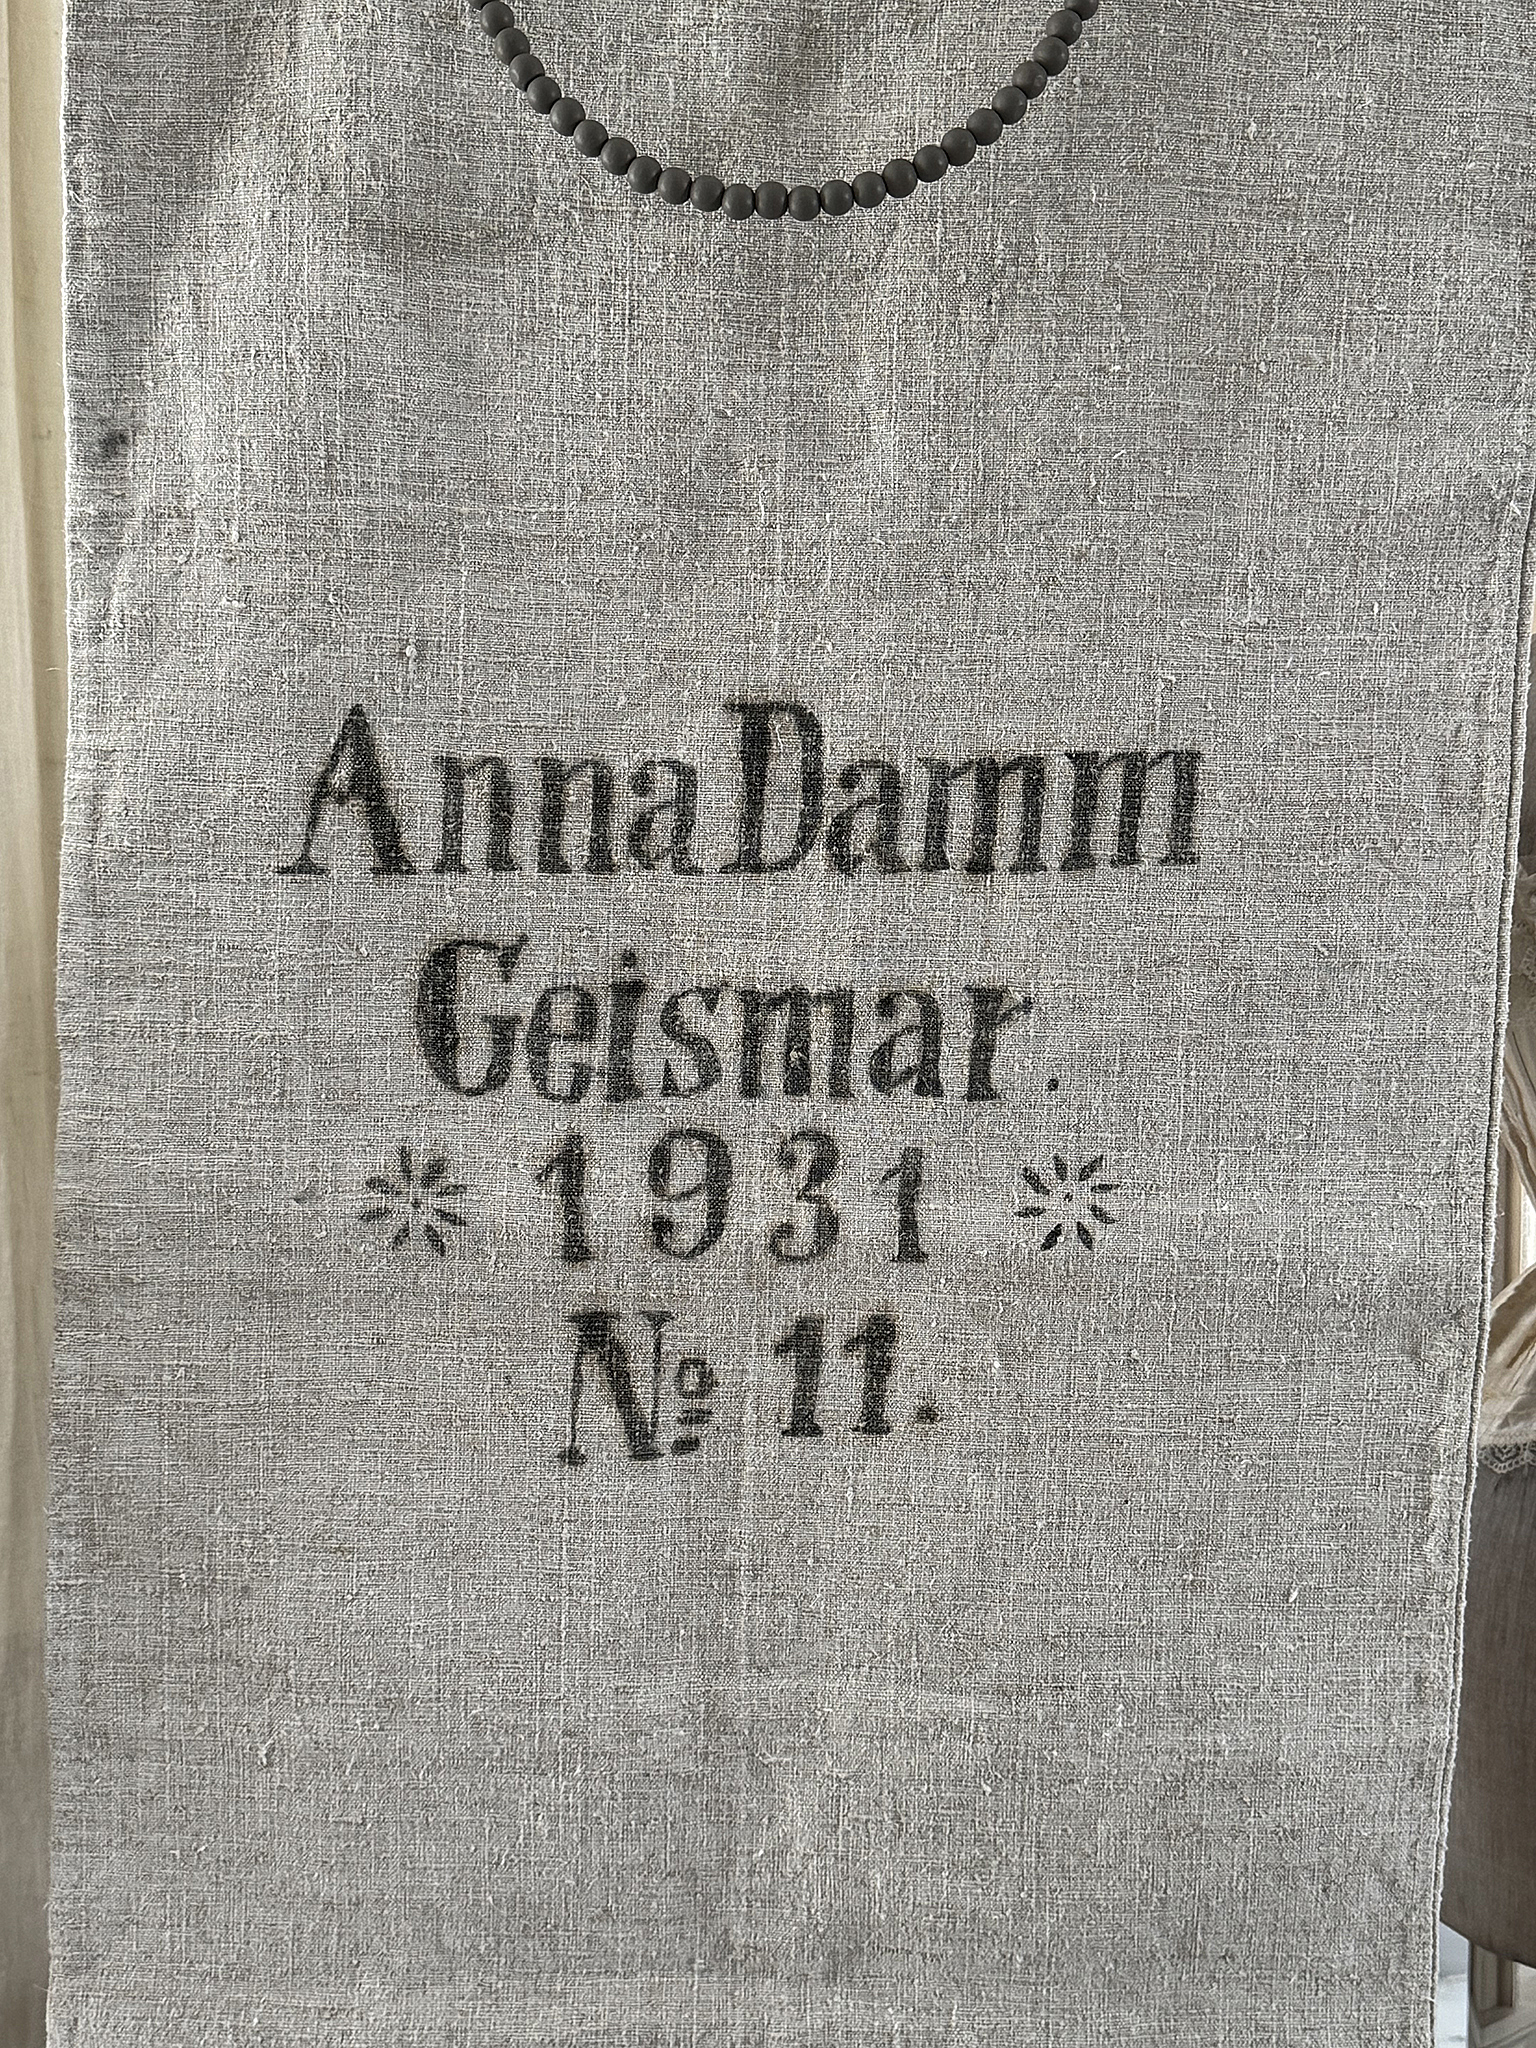 Anna Damm
Geismar.
1931
Nº 11.